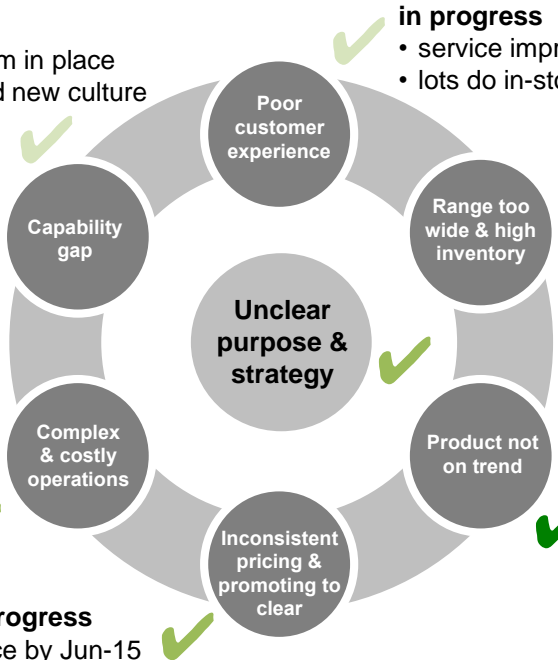 in progress
• service impr
• lots do in-sto
m in place
d new culture
Poor
customer
experience
Capability
gap
Range too
wide & high
inventory
Unclear
purpose &
strategy
Complex
& costly
operations
Product not
on trend
Inconsistent
pricing &
promoting to
clear
rogress
ce by Jun-15